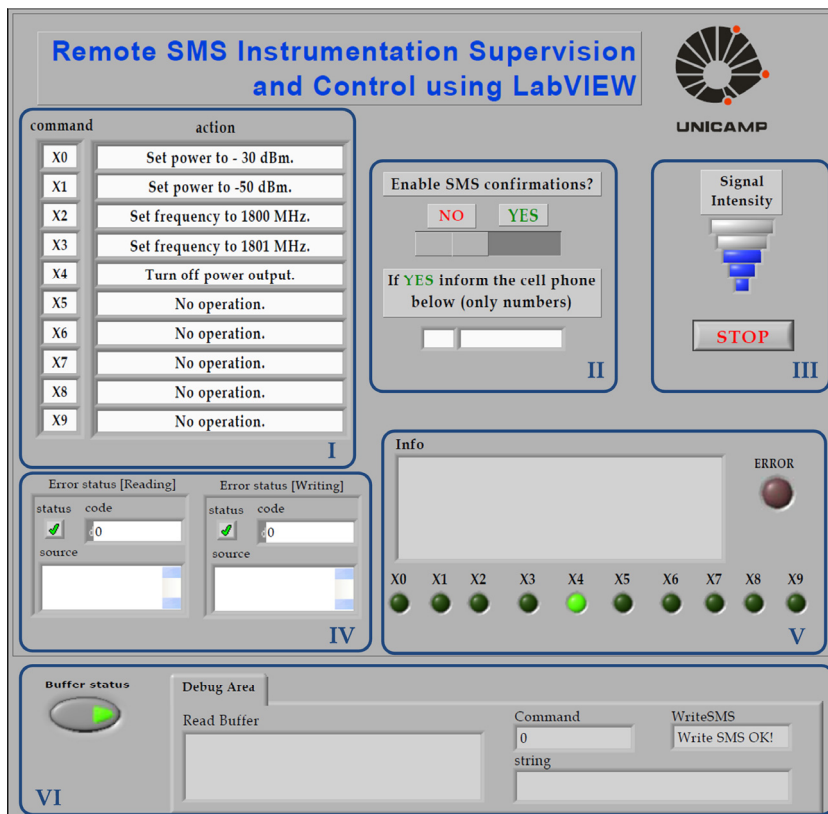 Remote SMS Instrumentation Supervision
and Control using LabVIEW
UNICAMP
command action
X0 Set power to - 30 dBm.
X1 Set power to -50 dBm.
X2 Set frequency to 1800 MHz.
X3 Set frequency to 1801 MHz.
X4 Turn off power output.
X5 No operation.
X6 No operation.
X7 No operation.
X8 No operation.
X9 No operation.
I
Enable SMS confirmations?
NO YES
If YES inform the cell phone
below (only numbers)
II
Signal
Intensity
STOP
III
Error status [Reading]
status code
0
source
Error status [Writing]
status code
0
source
IV
Info
ERROR
X0 X1 X2 X3 X4 X5 X6 X7 X8 X9
V
Buffer status
Debug Area
Read Buffer
Command
0
WriteSMS
Write SMS OK!
string
VI